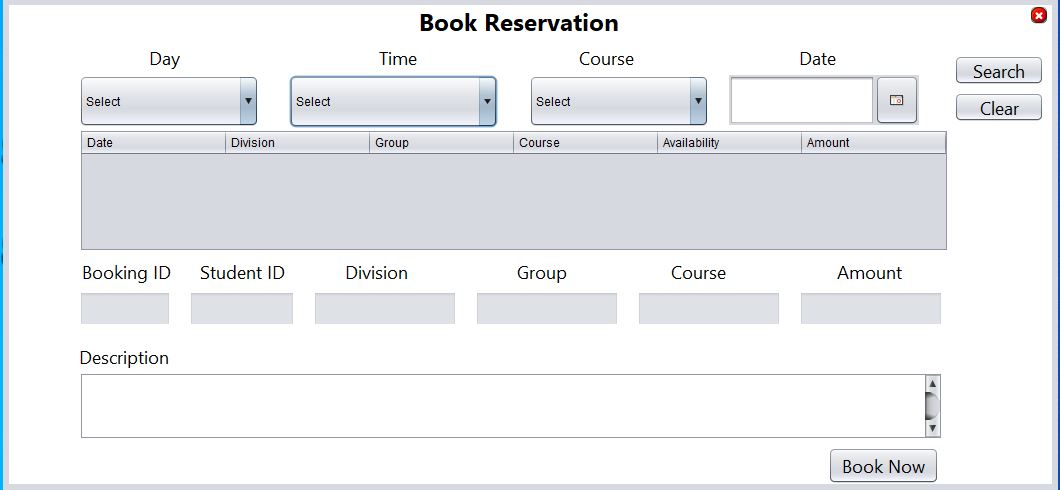 Book Reservation
Day Time Course Date
Search
Select Select Select
Clear
Date Division Group Course Availability Amount
Booking ID Student ID Division Group Course Amount
Description
Book Now